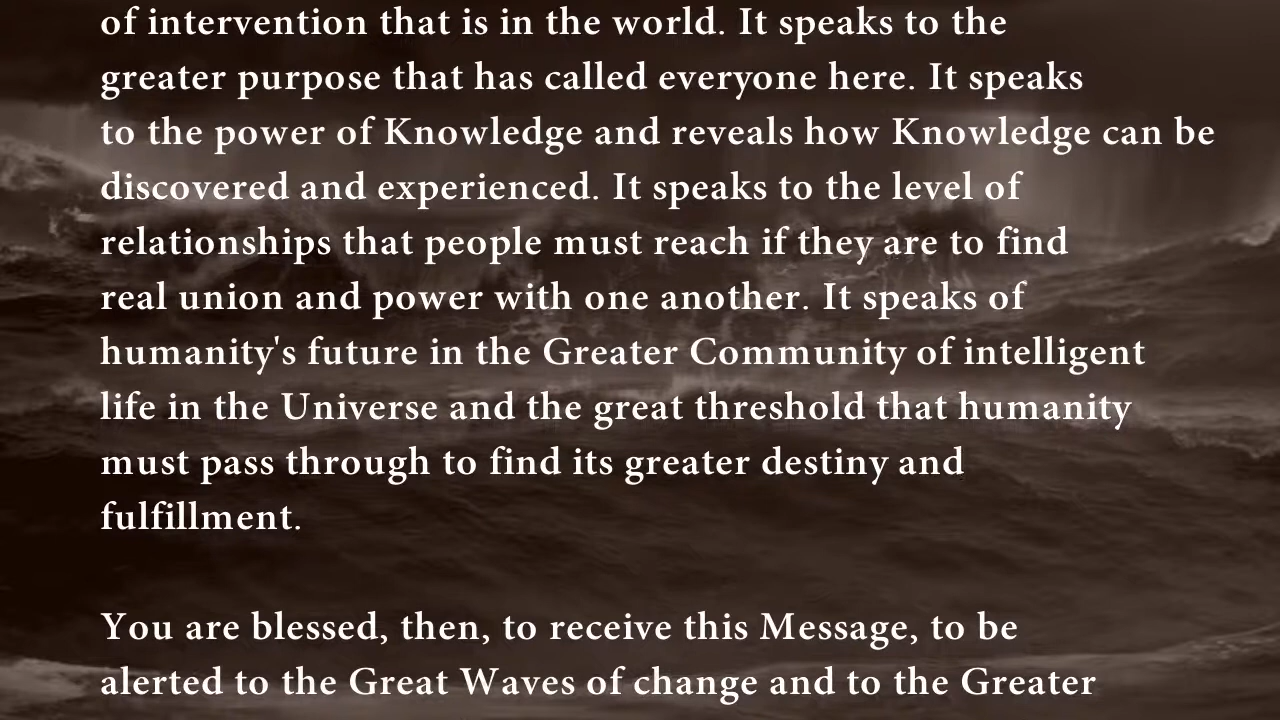 of intervention that is in the world. It speaks to the
greater purpose that has called everyone here. It speaks
to the power of Knowledge and reveals how Knowledge can be
discovered and experienced. It speaks to the level of
relationships that people must reach if they are to find
real union and power with one another. It speaks of
humanity's future in the Greater Community of intelligent
life in the Universe and the great threshold that humanity
must pass through to find its greater destiny and
fulfillment.
You are blessed, then, to receive this Message, to be
alerted to the Great Waves of change and to the Greater